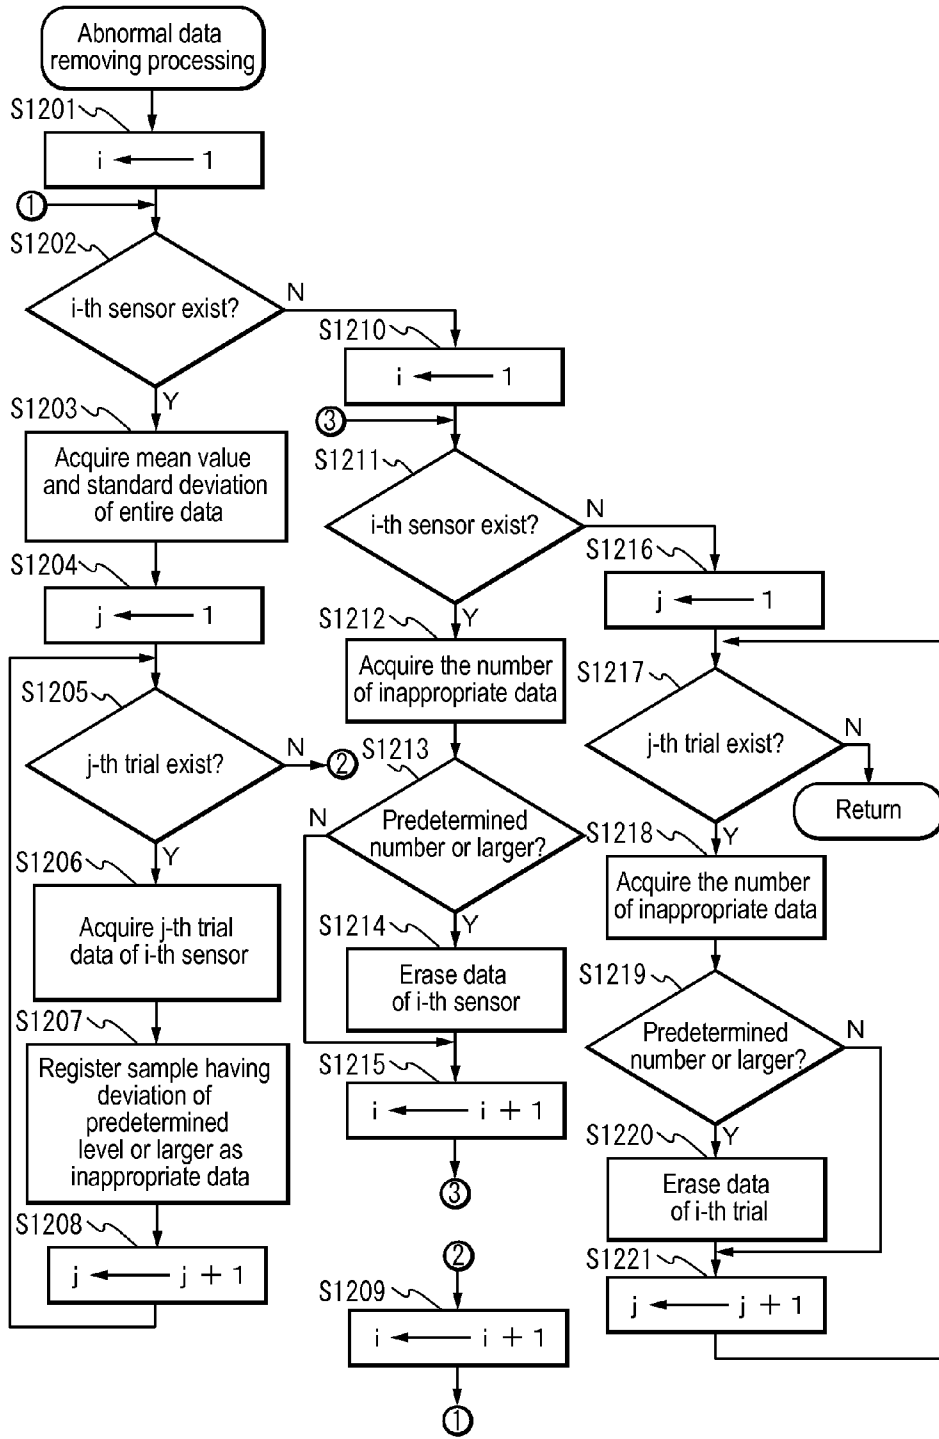 Abnormal data
removing processing
S1201
i ← 1
①
S1202
i-th sensor exist?
N
Y
S1203
Acquire mean value
and standard deviation
of entire data
S1204
j ← 1
S1205
j-th trial exist?
N
②
Y
S1206
Acquire j-th trial
data of i-th sensor
S1207
Register sample having
deviation of
predetermined
level or larger as
inappropriate data
S1208
j ← j + 1
S1210
i ← 1
③
S1211
i-th sensor exist?
N
Y
S1212
Acquire the number
of inappropriate data
S1213
Predetermined
number or larger?
N
Y
S1214
Erase data
of i-th sensor
S1215
i ← i + 1
③
②
S1209
i ← i + 1
①
S1216
j ← 1
S1217
j-th trial exist?
N
Return
Y
S1218
Acquire the number
of inappropriate data
S1219
Predetermined
number or larger?
N
Y
S1220
Erase data
of i-th trial
S1221
j ← j + 1